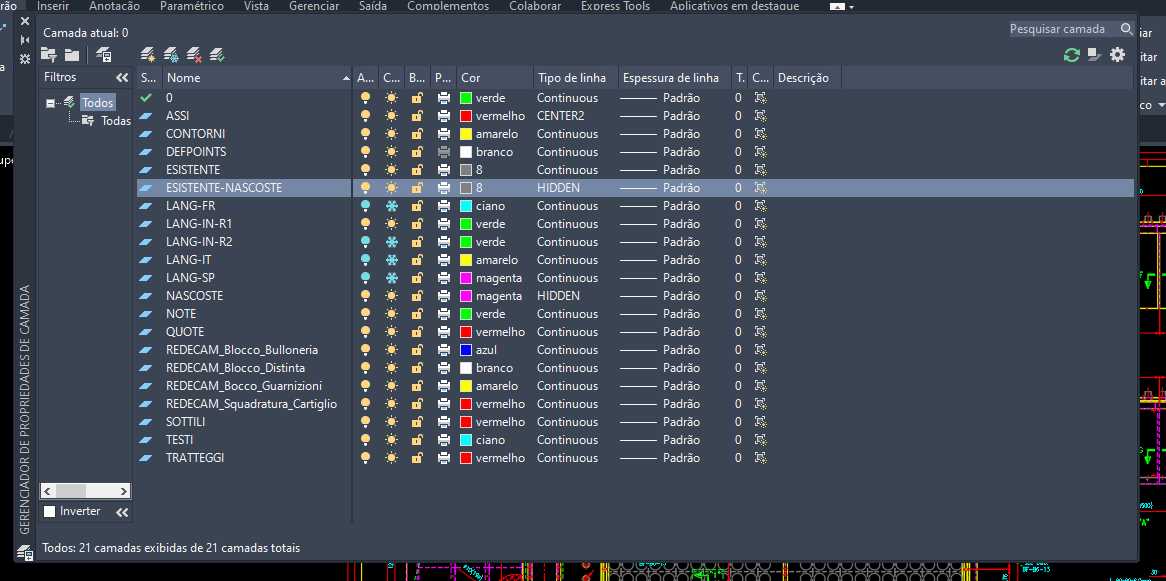 rão Inserir Anotação Paramétrico Vista Gerenciar Saída Complementos Colaborar Express Tools Aplicativos em destaque
Camada atual: 0
Pesquisar camada
Filtros
S... Nome A... C... B... P... Cor Tipo de linha Espessura de linha T. C... Descrição
Todos
Todas
0 verde Continuous Padrão 0
ASSI vermelho CENTER2 Padrão 0
CONTORNI amarelo Continuous Padrão 0
DEFPOINTS branco Continuous Padrão 0
ESISTENTE 8 Continuous Padrão 0
ESISTENTE-NASCOSTE 8 HIDDEN Padrão 0
LANG-FR ciano Continuous Padrão 0
LANG-IN-R1 verde Continuous Padrão 0
LANG-IN-R2 verde Continuous Padrão 0
LANG-IT amarelo Continuous Padrão 0
LANG-SP magenta Continuous Padrão 0
NASCOSTE magenta HIDDEN Padrão 0
NOTE verde Continuous Padrão 0
QUOTE vermelho Continuous Padrão 0
REDECAM_Blocco_Bulloneria azul Continuous Padrão 0
REDECAM_Blocco_Distinta branco Continuous Padrão 0
REDECAM_Bocco_Guarnizioni amarelo Continuous Padrão 0
REDECAM_Squadratura_Cartiglio vermelho Continuous Padrão 0
SOTTILI vermelho Continuous Padrão 0
TESTI ciano Continuous Padrão 0
TRATTEGGI vermelho Continuous Padrão 0
Inverter
Todos: 21 camadas exibidas de 21 camadas totais
GERENCIADOR DE PROPRIEDADES DE CAMADA
iar
itar
itar a
co
upe
"A"